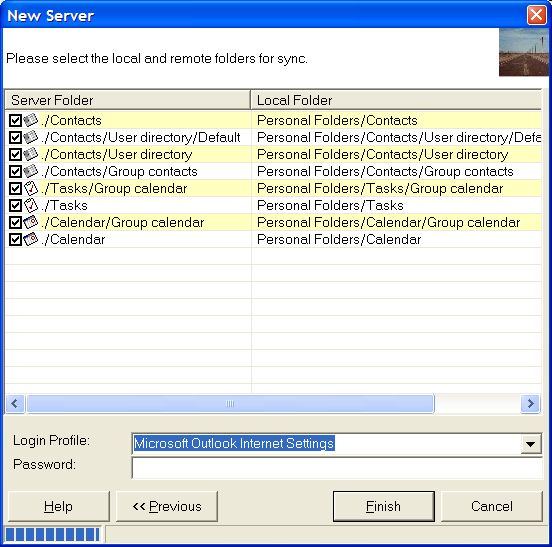 New Server
Please select the local and remote folders for sync.
Server Folder Local Folder
./Contacts Personal Folders/Contacts
./Contacts/User directory/Default Personal Folders/Contacts/User directory/Defa
./Contacts/User directory Personal Folders/Contacts/User directory
./Contacts/Group contacts Personal Folders/Contacts/Group contacts
./Tasks/Group calendar Personal Folders/Tasks/Group calendar
./Tasks Personal Folders/Tasks
./Calendar/Group calendar Personal Folders/Calendar/Group calendar
./Calendar Personal Folders/Calendar
Login Profile: Microsoft Outlook Internet Settings
Password:
Help << Previous Finish Cancel